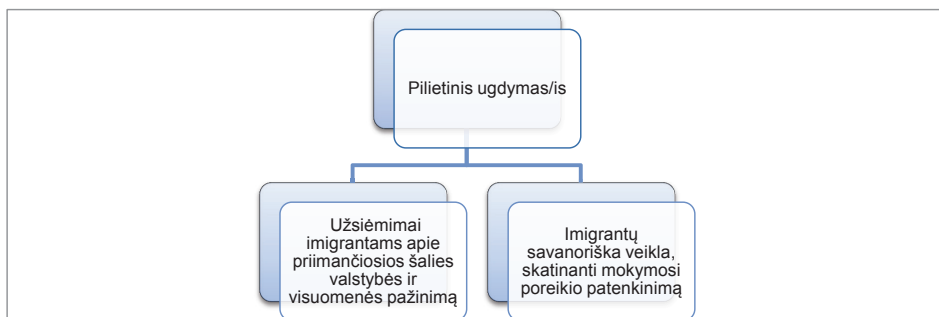 Pilietinis ugdymas/is
Užsiėmimai
imigrantams apie
priimančiosios šalies
valstybės ir
visuomenės pažinimą
Imigrantų
savanoriška veikla,
skatinanti mokymosi
poreikio patenkinimą